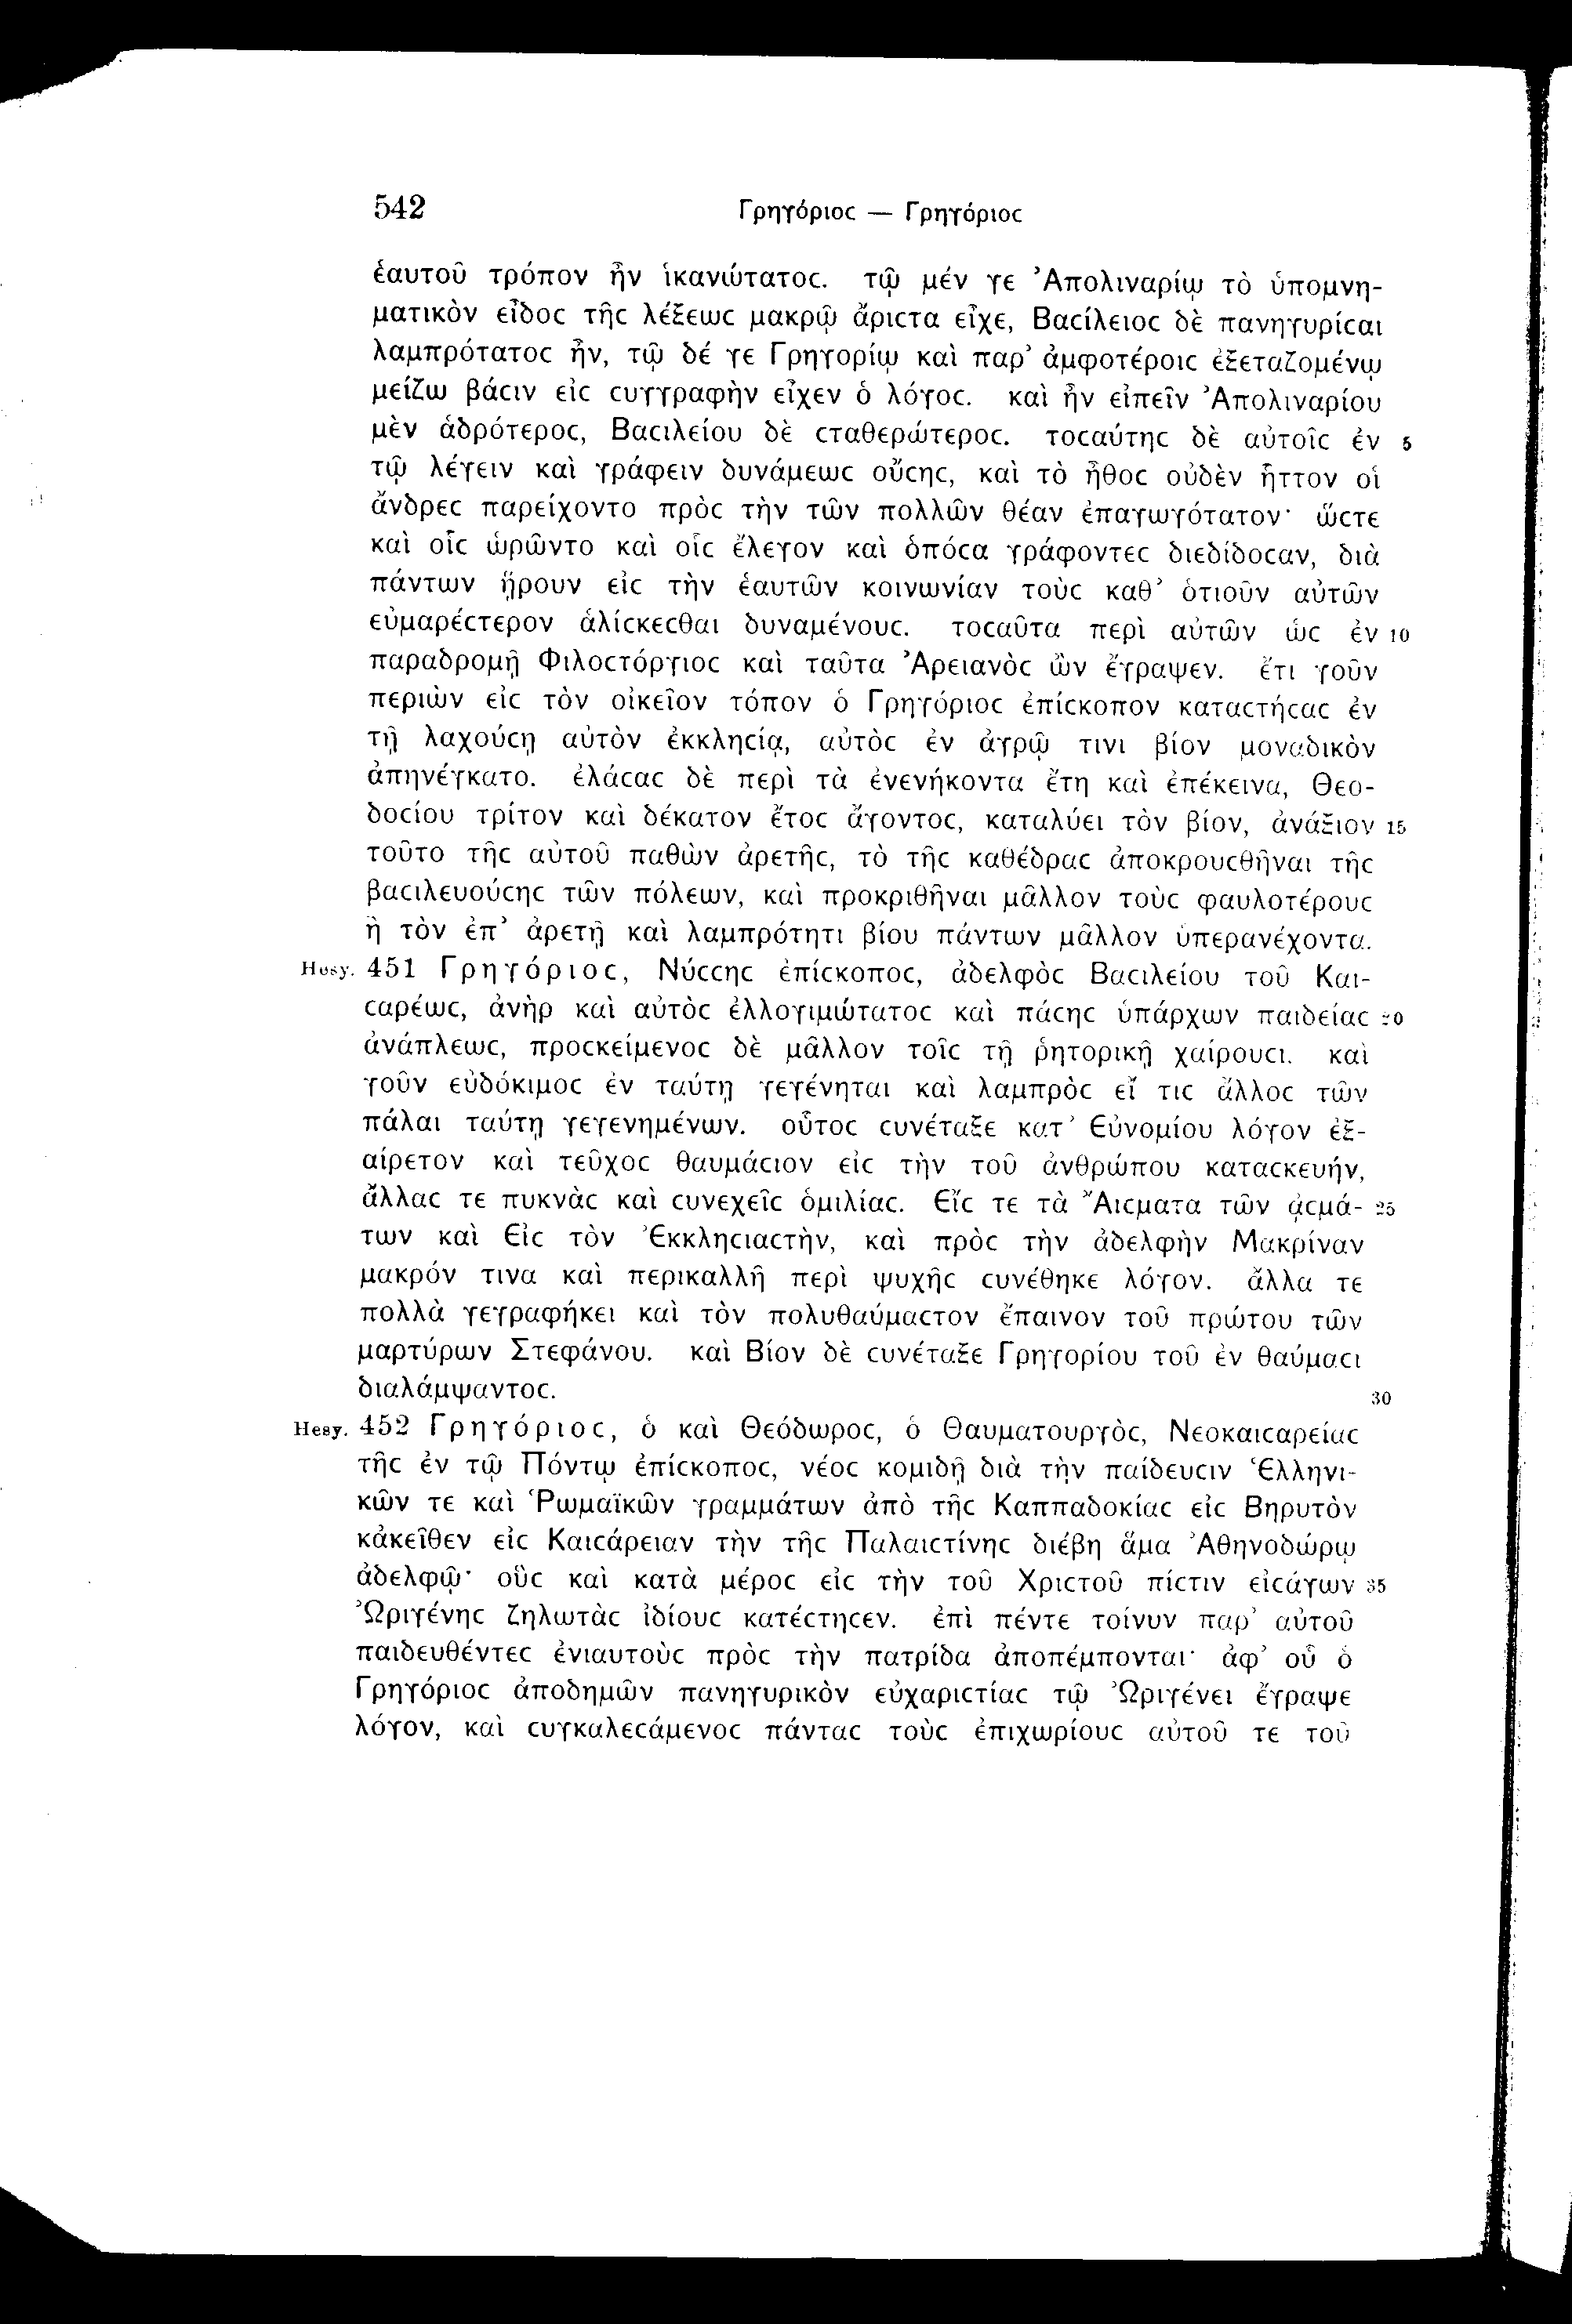 542 Γρηγόριοϲ — Γρηγόριοϲ
ἑαυτοῦ τρόπον ἦν ἱκανώτατοϲ. τῷ μέν γε Ἀπολιναρίῳ τὸ ὑπομνη-
ματικὸν εἶδοϲ τῆϲ λέξεωϲ μακρῷ ἄριϲτα εἶχε, Βαϲίλειοϲ δὲ πανηγυρίϲαι
λαμπρότατοϲ ἦν, τῷ δέ γε Γρηγορίῳ καὶ παρ’ ἀμφοτέροιϲ ἐξεταζομένῳ
μείζω βάϲιν εἰϲ ϲυγγραφὴν εἶχεν ὁ λόγοϲ. καὶ ἦν εἰπεῖν Ἀπολιναρίου
μὲν ἁδρότεροϲ, Βαϲιλείου δὲ ϲταθερώτεροϲ. τοϲαύτηϲ δὲ αὐτοῖϲ ἐν 5
τῷ λέγειν καὶ γράφειν δυνάμεωϲ οὔϲηϲ, καὶ τὸ ἦθοϲ οὐδὲν ἧττον οἱ
ἄνδρεϲ παρείχοντο πρὸϲ τὴν τῶν πολλῶν θέαν ἐπαγωγότατον· ὥϲτε
καὶ οἷϲ ὡρῶντο καὶ οἷϲ ἔλεγον καὶ ὁπόϲα γράφοντεϲ διεδίδοϲαν, διὰ
πάντων ᾕρουν εἰϲ τὴν ἑαυτῶν κοινωνίαν τοὺϲ καθ’ ὁτιοῦν αὐτῶν
εὐμαρέϲτερον ἁλίϲκεϲθαι δυναμένουϲ. τοϲαῦτα περὶ αὐτῶν ὡϲ ἐν 10
παραδρομῇ Φιλοϲτόργιοϲ καὶ ταῦτα Ἀρειανὸϲ ὢν ἔγραψεν. ἔτι γοῦν
περιὼν εἰϲ τὸν οἰκεῖον τόπον ὁ Γρηγόριοϲ ἐπίϲκοπον καταϲτήϲαϲ ἐν
τῇ λαχούϲῃ αὐτὸν ἐκκληϲίᾳ, αὐτὸϲ ἐν ἀγρῷ τινι βίον μοναδικὸν
ἀπηνέγκατο. ἐλάϲαϲ δὲ περὶ τὰ ἐνενήκοντα ἔτη καὶ ἐπέκεινα, Θεο-
δοϲίου τρίτον καὶ δέκατον ἔτοϲ ἄγοντοϲ, καταλύει τὸν βίον, ἀνάξιον 15
τοῦτο τῆϲ αὐτοῦ παθὼν ἀρετῆϲ, τὸ τῆϲ καθέδραϲ ἀποκρουϲθῆναι τῆϲ
βαϲιλευούϲηϲ τῶν πόλεων, καὶ προκριθῆναι μᾶλλον τοὺϲ φαυλοτέρουϲ
ἢ τὸν ἐπ’ ἀρετῇ καὶ λαμπρότητι βίου πάντων μᾶλλον ὑπερανέχοντα.
Hesy. 451 Γρηγόριοϲ, Νύϲϲηϲ ἐπίϲκοποϲ, ἀδελφὸϲ Βαϲιλείου τοῦ Και-
ϲαρέωϲ, ἀνὴρ καὶ αὐτὸϲ ἐλλογιμώτατοϲ καὶ πάϲηϲ ὑπάρχων παιδείαϲ 20
ἀνάπλεωϲ, προϲκείμενοϲ δὲ μᾶλλον τοῖϲ τῇ ῥητορικῇ χαίρουϲι. καὶ
γοῦν εὐδόκιμοϲ ἐν ταύτῃ γεγένηται καὶ λαμπρὸϲ εἴ τιϲ ἄλλοϲ τῶν
πάλαι ταύτῃ γεγενημένων. οὗτοϲ ϲυνέταξε κατ’ Εὐνομίου λόγον ἐξ-
αίρετον καὶ τεῦχοϲ θαυμάϲιον εἰϲ τὴν τοῦ ἀνθρώπου καταϲκευήν,
ἄλλαϲ τε πυκνὰϲ καὶ ϲυνεχεῖϲ ὁμιλίαϲ. Εἴϲ τε τὰ Ἄιϲματα τῶν ᾀϲμά- 25
των καὶ Εἰϲ τὸν Ἐκκληϲιαϲτήν, καὶ πρὸϲ τὴν ἀδελφὴν Μακρίναν
μακρόν τινα καὶ περικαλλῆ περὶ ψυχῆϲ ϲυνέθηκε λόγον. ἄλλα τε
πολλὰ γεγραφήκει καὶ τὸν πολυθαύμαϲτον ἔπαινον τοῦ πρώτου τῶν
μαρτύρων Στεφάνου. καὶ Βίον δὲ ϲυνέταξε Γρηγορίου τοῦ ἐν θαύμαϲι
διαλάμψαντοϲ. 30
Hesy. 452 Γρηγόριοϲ, ὁ καὶ Θεόδωροϲ, ὁ Θαυματουργὸϲ, Νεοκαιϲαρείαϲ
τῆϲ ἐν τῷ Πόντῳ ἐπίϲκοποϲ, νέοϲ κομιδῇ διὰ τὴν παίδευϲιν Ἑλληνι-
κῶν τε καὶ Ῥωμαϊκῶν γραμμάτων ἀπὸ τῆϲ Καππαδοκίαϲ εἰϲ Βηρυτὸν
κἀκεῖθεν εἰϲ Καιϲάρειαν τὴν τῆϲ Παλαιϲτίνηϲ διέβη ἅμα Ἀθηνοδώρῳ
ἀδελφῷ· οὓϲ καὶ κατὰ μέροϲ εἰϲ τὴν τοῦ Χριϲτοῦ πίϲτιν εἰϲάγων 35
Ὠριγένηϲ ζηλωτὰϲ ἰδίουϲ κατέϲτηϲεν. ἐπὶ πέντε τοίνυν παρ’ αὐτοῦ
παιδευθέντεϲ ἐνιαυτοὺϲ πρὸϲ τὴν πατρίδα ἀποπέμπονται· ἀφ’ οὗ ὁ
Γρηγόριοϲ ἀποδημῶν πανηγυρικὸν εὐχαριϲτίαϲ τῷ Ὠριγένει ἔγραψε
λόγον, καὶ ϲυγκαλεϲάμενοϲ πάνταϲ τοὺϲ ἐπιχωρίουϲ αὐτοῦ τε τοῦ